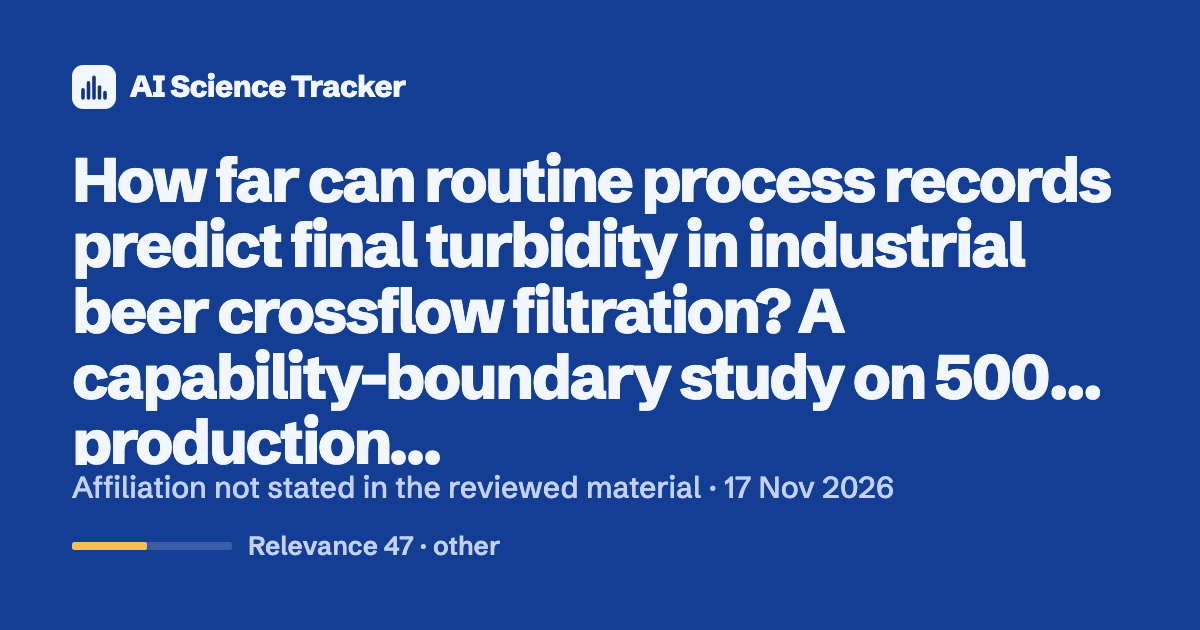 AI Science Tracker
How far can routine process records
predict final turbidity in industrial
beer crossflow filtration? A
capability-boundary study on 500...
production...
Affiliation not stated in the reviewed material · 17 Nov 2026
Relevance 47 · other